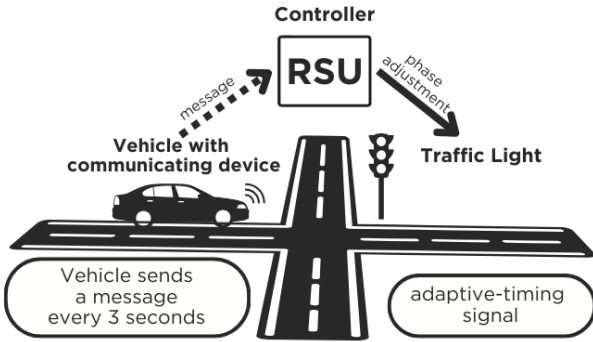 Controller
RSU
message
phase
adjustment
Vehicle with
communicating device
Traffic Light
Vehicle sends
a message
every 3 seconds
adaptive-timing
signal